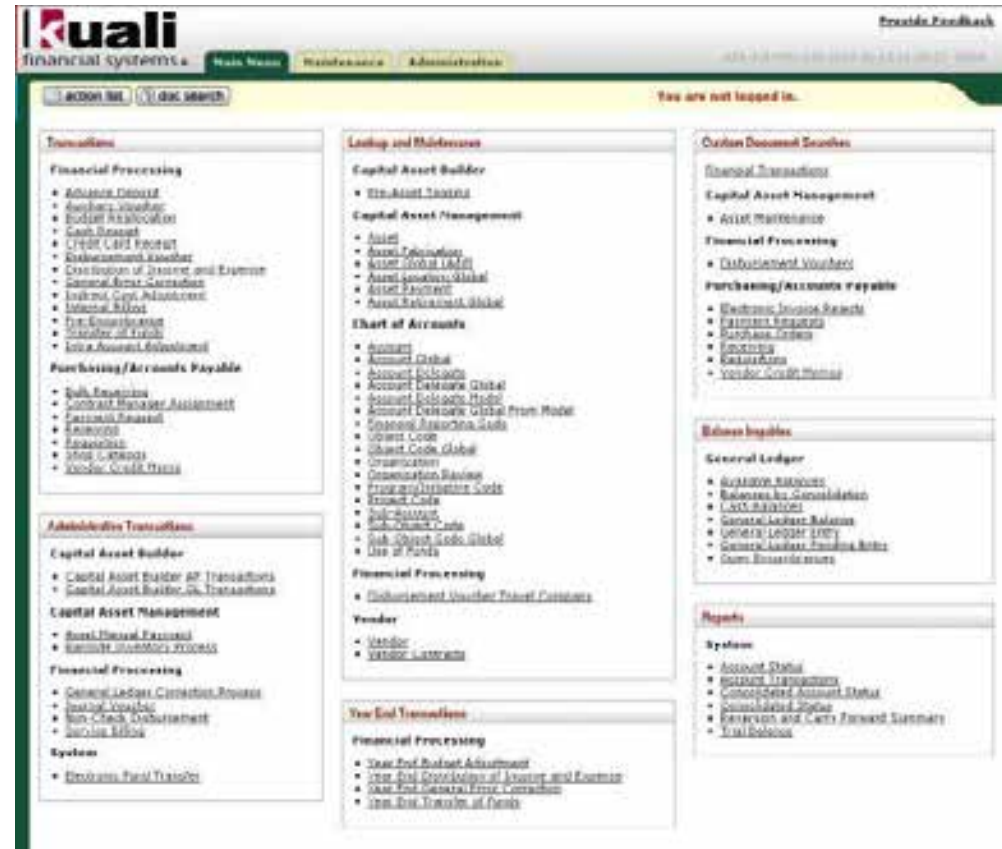 kuali
financial systems
Provide Feedback
Main Menu
Maintenance
Administration
action list
doc search
You are not logged in.
Transactions
Financial Processing
Advance Deposit
Auxiliary Voucher
Budget Reallocation
Cash Receipt
Credit Card Receipt
Disbursement Voucher
Distribution of Income and Expense
General Error Correction
Indirect Cost Adjustment
Internal Billing
Pre-Encumbrance
Transfer of Funds
Intra Account Adjustment
Purchasing/Accounts Payable
Bulk Receiving
Contract Manager Assignment
Payment Request
Receiving
Requisition
Shop Catalogs
Vendor Credit Memo
Administrative Transactions
Capital Asset Builder
Capital Asset Builder AP Transactions
Capital Asset Builder GL Transactions
Capital Asset Management
Asset Manual Payment
Barcode Inventory Process
Financial Processing
General Ledger Correction Process
Journal Voucher
Non-Check Disbursement
Service Billing
System
Electronic Fund Transfer
Lookup and Maintenance
Capital Asset Builder
Pre-Asset Tagging
Capital Asset Management
Asset
Asset Fabrication
Asset Global (Add)
Asset Location Global
Asset Payment
Asset Retirement Global
Chart of Accounts
Account
Account Global
Account Delegate
Account Delegate Global
Account Delegate Model
Account Delegate Global From Model
Financial Reporting Code
Object Code
Object Code Global
Organization
Organization Review
Program/Initiative Code
Project Code
Sub-Account
Sub-Object Code
Sub-Object Code Global
Use of Funds
Financial Processing
Disbursement Voucher Travel Company
Vendor
Vendor
Vendor Contracts
Year End Transactions
Financial Processing
Year End Budget Adjustment
Year End Distribution of Income and Expense
Year End General Error Correction
Year End Transfer of Funds
Custom Document Searches
Financial Transactions
Capital Asset Management
Asset Maintenance
Financial Processing
Disbursement Vouchers
Purchasing/Accounts Payable
Electronic Invoice Rejects
Payment Requests
Purchase Orders
Receiving
Requisitions
Vendor Credit Memos
Balance Inquiries
General Ledger
Available Balances
Balances by Consolidation
Cash Balances
General Ledger Balance
General Ledger Entry
General Ledger Pending Entry
Open Encumbrances
Reports
System
Account Status
Account Transactions
Consolidated Account Status
Consolidated Status
Reversion and Carry Forward Summary
Trial Balance